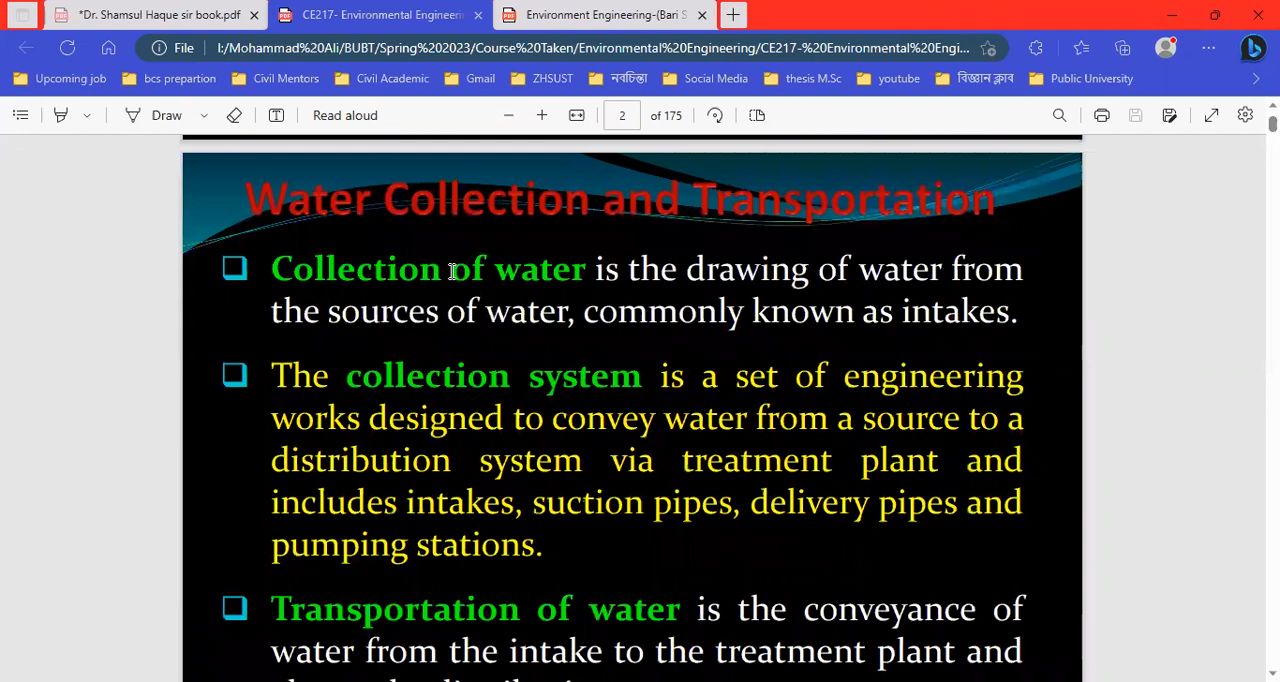 *Dr. Shamsul Haque sir book.pdf
CE217- Environmental Engineerin
Environment Engineering-(Bari S
File
I:/Mohammad%20Ali/BUBT/Spring%202023/Course%20Taken/Environmental%20Engineering/CE217-%20Environmental%20Engi...
Upcoming job
bcs prepartion
Civil Mentors
Civil Academic
Gmail
ZHSUST
নবচিন্তা
Social Media
thesis M.Sc
youtube
বিজ্ঞান ক্লাব
Public University
Draw
Read aloud
2 of 175
Water Collection and Transportation
Collection of water is the drawing of water from
the sources of water, commonly known as intakes.
The collection system is a set of engineering
works designed to convey water from a source to a
distribution system via treatment plant and
includes intakes, suction pipes, delivery pipes and
pumping stations.
Transportation of water is the conveyance of
water from the intake to the treatment plant and